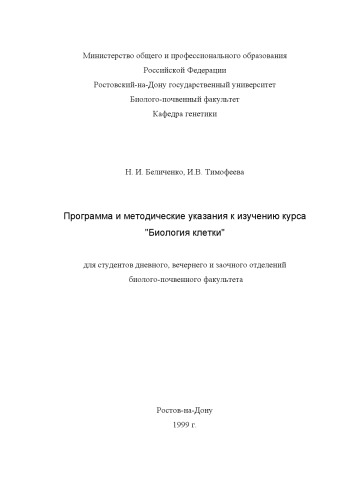 Министерство общего и профессионального образования
Российской Федерации
Ростовский-на-Дону государственный университет
Биолого-почвенный факультет
Кафедра генетики
Н. И. Беличенко, И.В. Тимофеева
Программа и методические указания к изучению курса
"Биология клетки"
для студентов дневного, вечернего и заочного отделений
биолого-почвенного факультета
Ростов-на-Дону
1999 г.